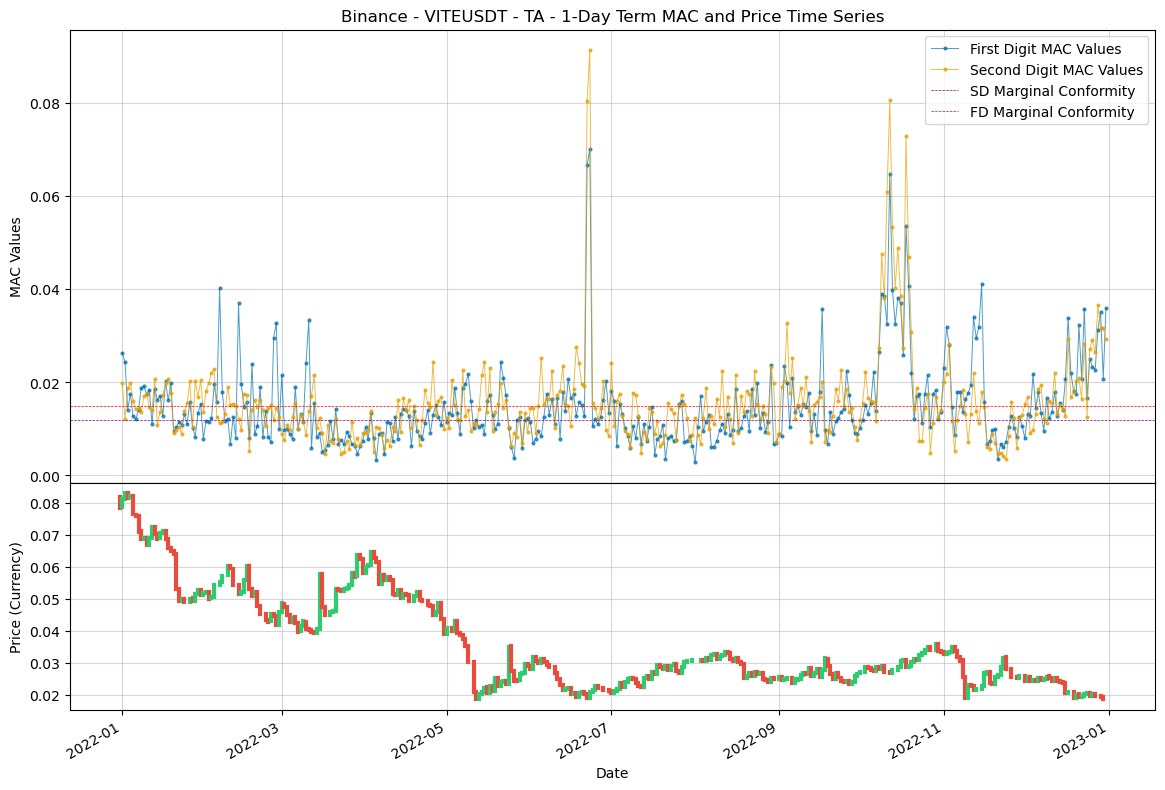 Binance - VITEUSDT - TA - 1-Day Term MAC and Price Time Series
First Digit MAC Values
Second Digit MAC Values
SD Marginal Conformity
FD Marginal Conformity
MAC Values
0.08
0.06
0.04
0.02
0.00
Price (Currency)
0.08
0.07
0.06
0.05
0.04
0.03
0.02
2022-01
2022-03
2022-05
2022-07
2022-09
2022-11
2023-01
Date